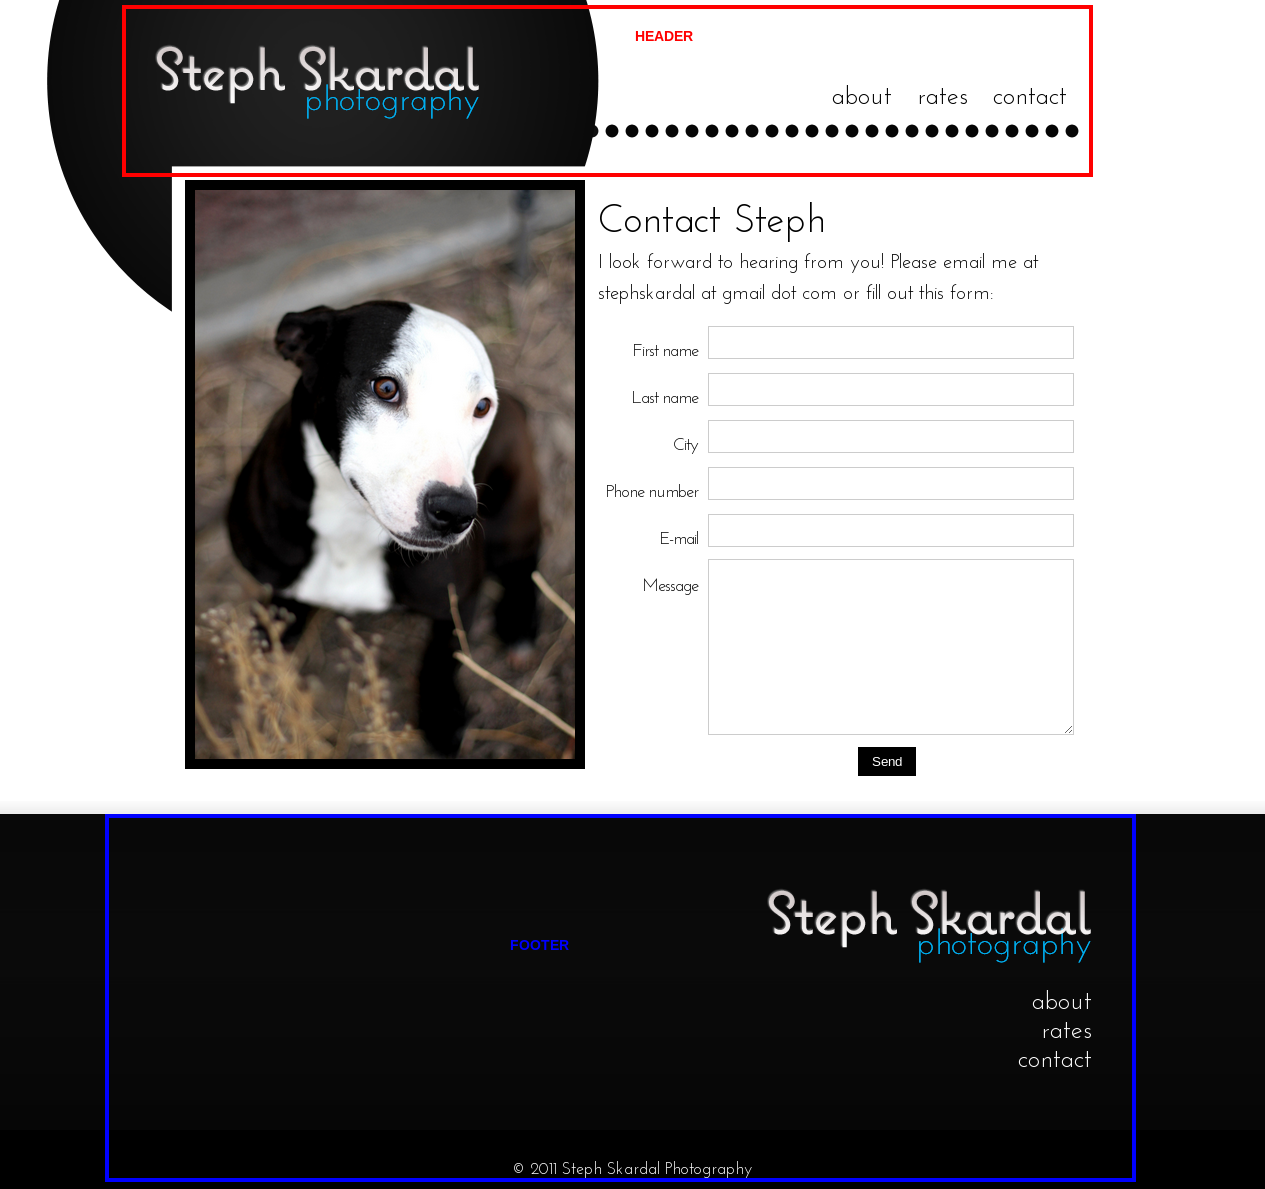 HEADER
Steph Skardal
photography
about rates contact
Contact Steph
I look forward to hearing from you! Please email me at
stephskardal at gmail dot com or fill out this form:
First name
Last name
City
Phone number
E-mail
Message
Send
Steph Skardal
photography
FOOTER
about
rates
contact
© 2011 Steph Skardal Photography